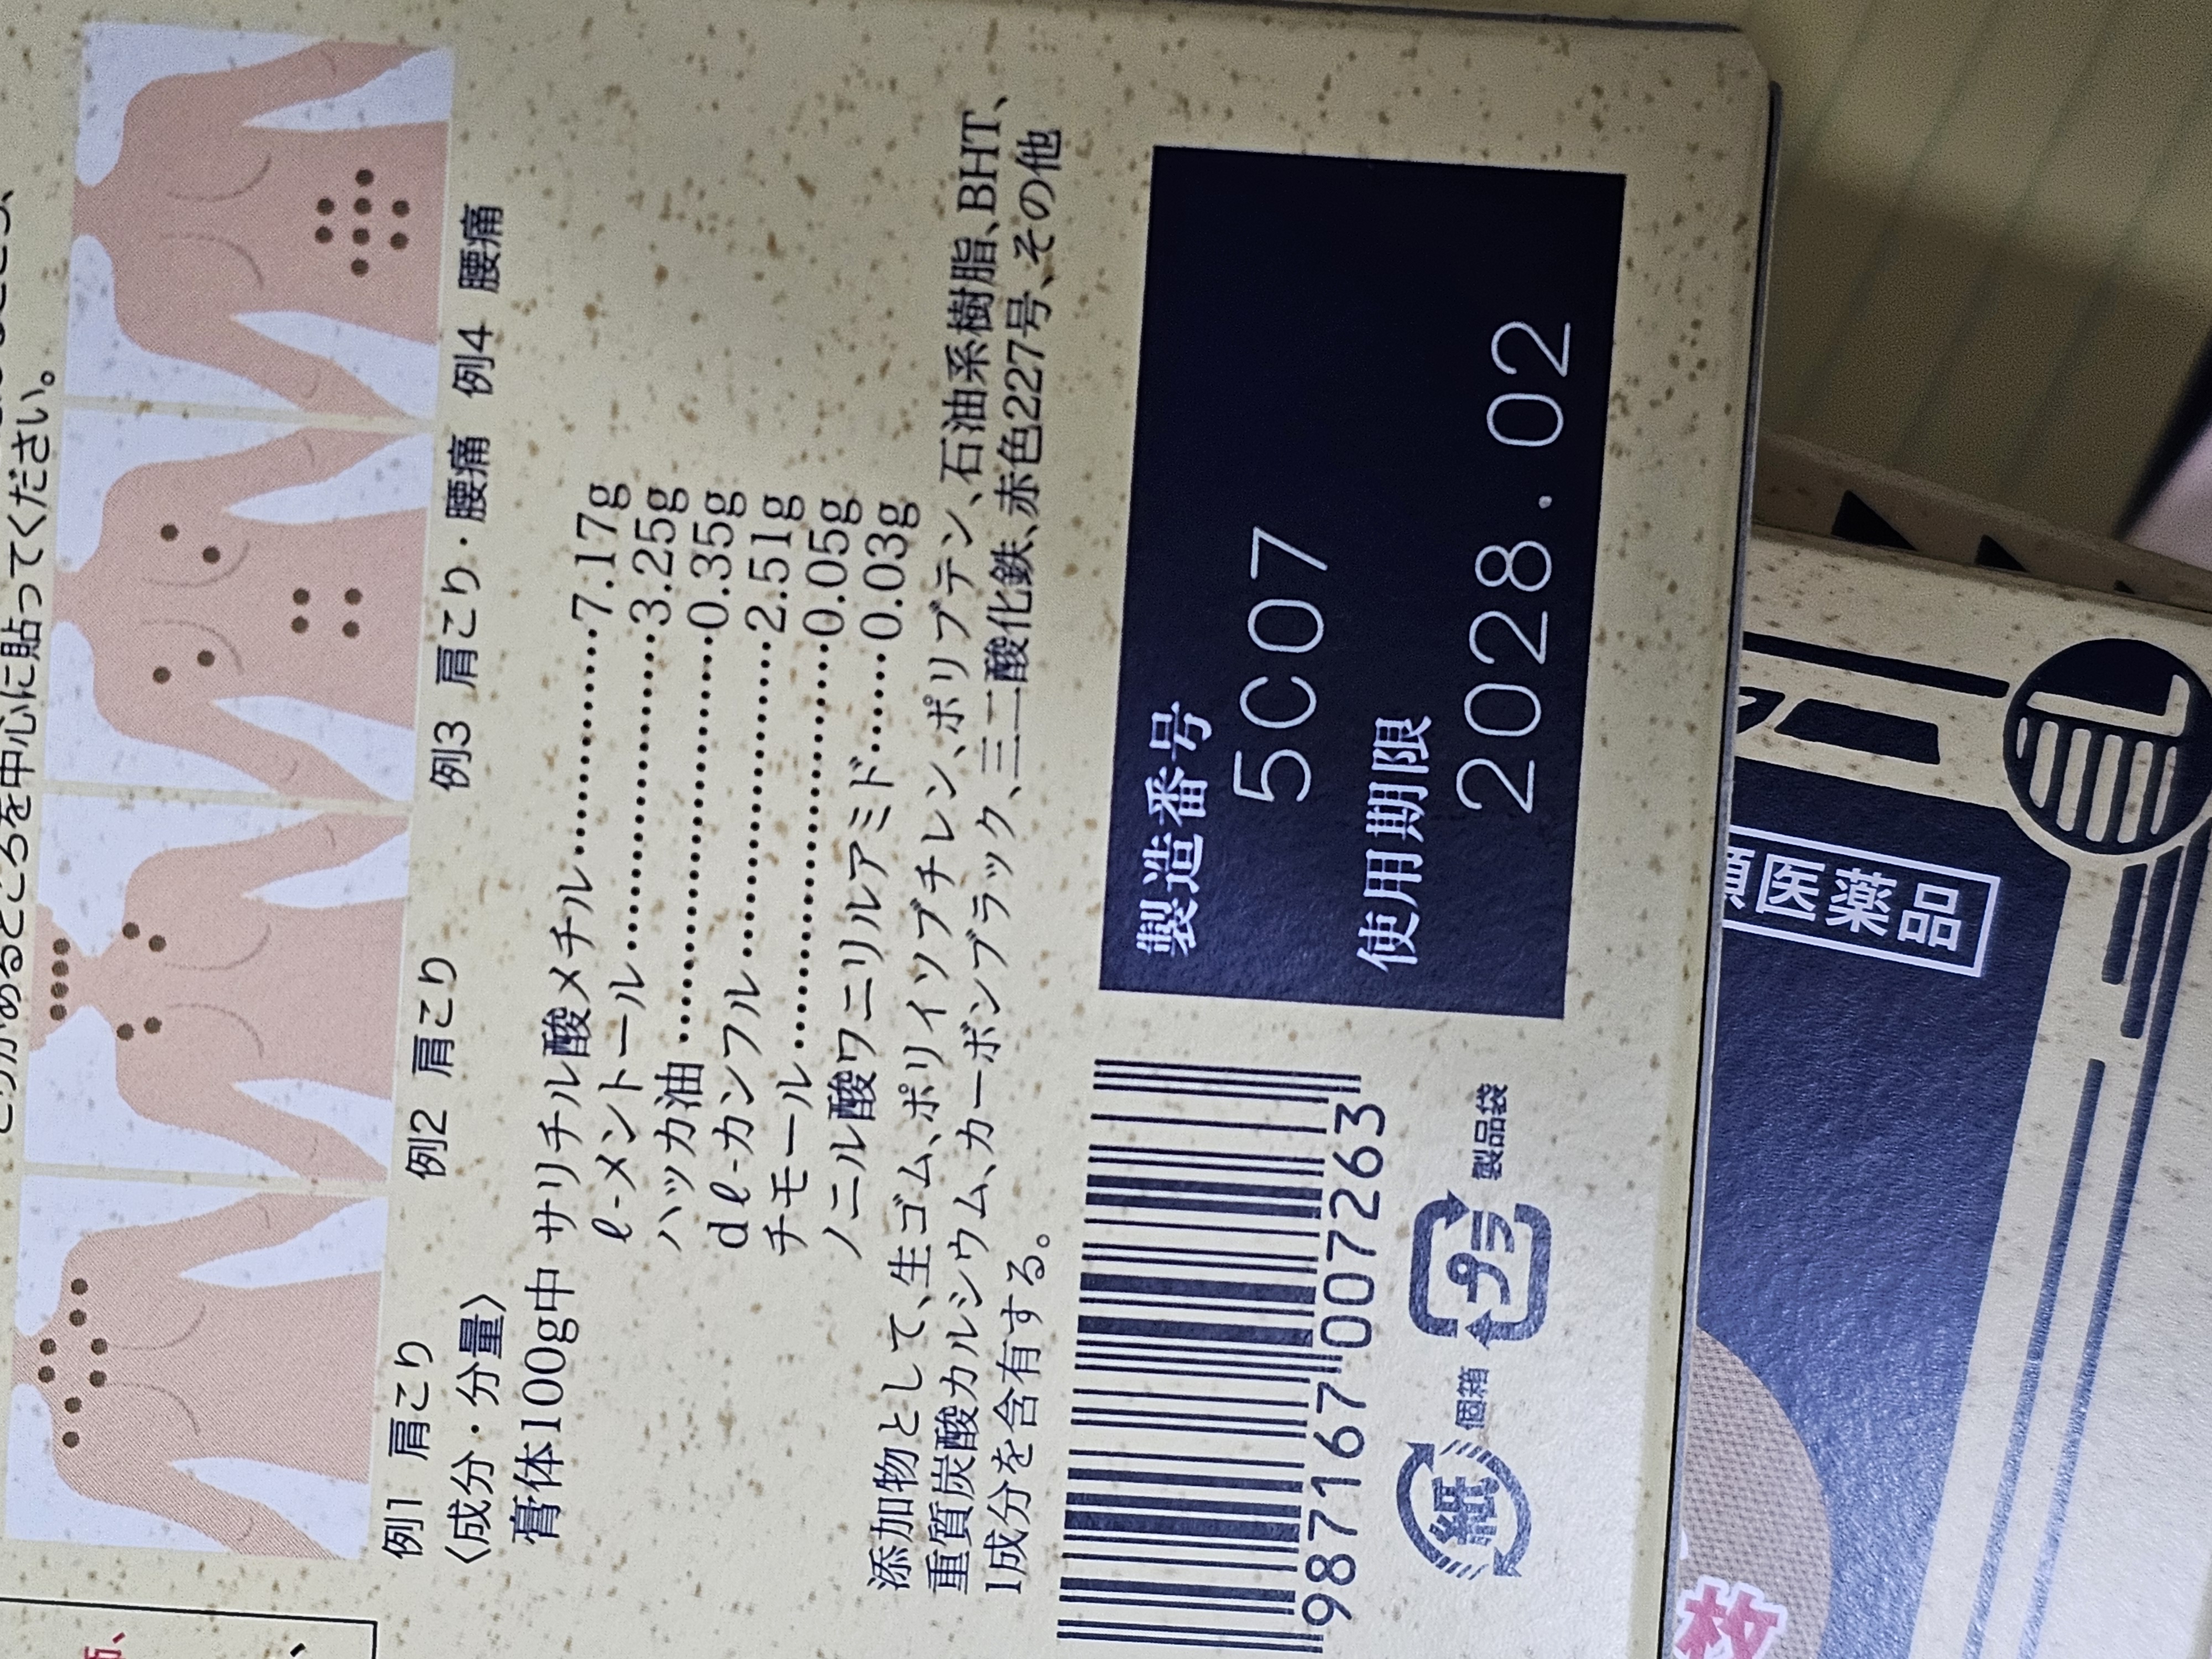 を中心に貼ってください。
例1 肩こり
例2 肩こり
例3 肩こり・腰痛
例4 腰痛
〈成分・分量〉
膏体100g中 サリチル酸メチル…………7.17g
ℓ-メントール…………………3.25g
ハッカ油…………………………0.35g
dℓ-カンフル…………………2.51g
チモール…………………………0.05g
ノニル酸ワニリルアミド……0.03g
添加物として、生ゴム、ポリイソブチレン、ポリブテン、石油系樹脂、BHT、
重質炭酸カルシウム、カーボンブラック、三二酸化鉄、赤色227号、その他
1成分を含有する。
製造番号
5C07
使用期限
2028.02
9871670072 63
紙 個箱
プラ 製品袋
類医薬品
枚